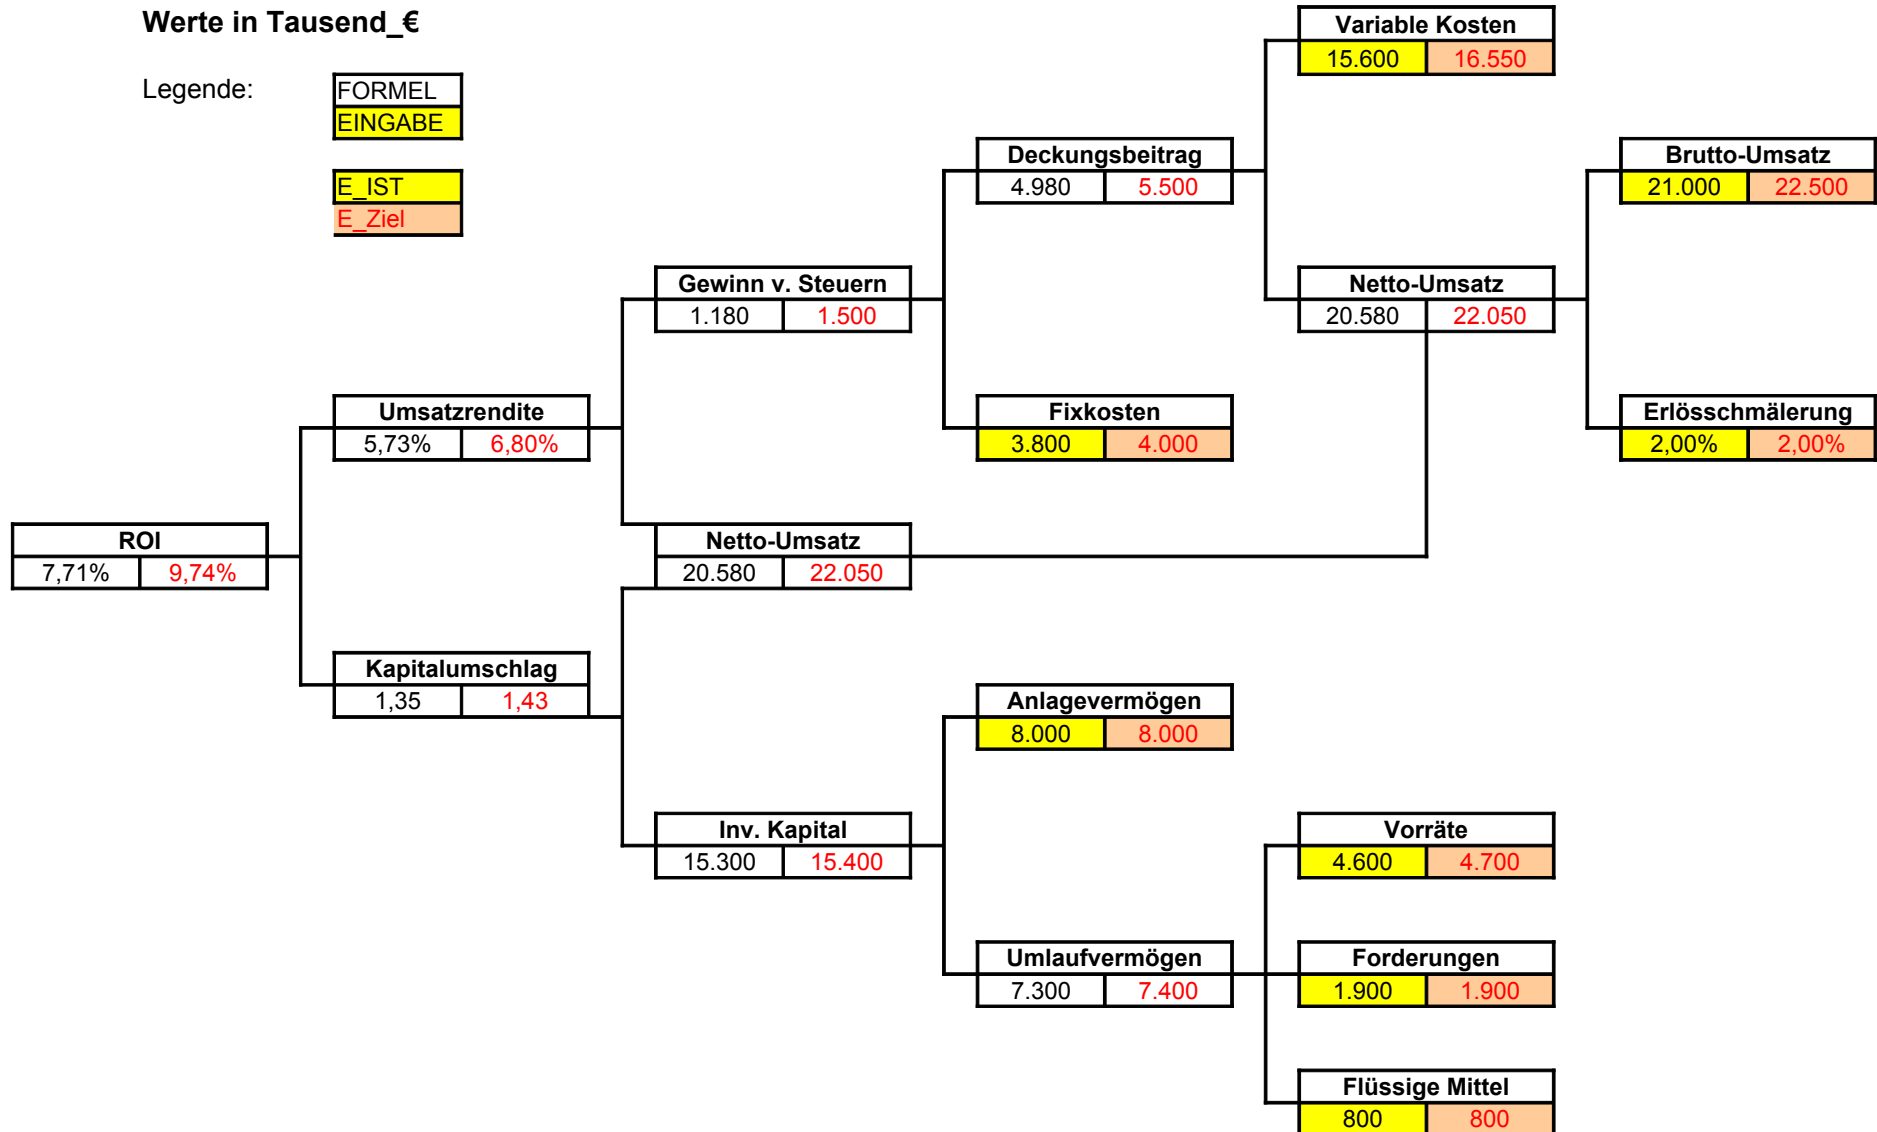 Werte in Tausend_€
Variable Kosten
15.600 16.550
Legende:
FORMEL
EINGABE
Deckungsbeitrag
4.980 5.500
Brutto-Umsatz
21.000 22.500
E_IST
E_Ziel
Gewinn v. Steuern
1.180 1.500
Netto-Umsatz
20.580 22.050
Umsatzrendite
5,73% 6,80%
Fixkosten
3.800 4.000
Erlösschmälerung
2,00% 2,00%
ROI
7,71% 9,74%
Netto-Umsatz
20.580 22.050
Kapitalumschlag
1,35 1,43
Anlagevermögen
8.000 8.000
Inv. Kapital
15.300 15.400
Vorräte
4.600 4.700
Umlaufvermögen
7.300 7.400
Forderungen
1.900 1.900
Flüssige Mittel
800 800